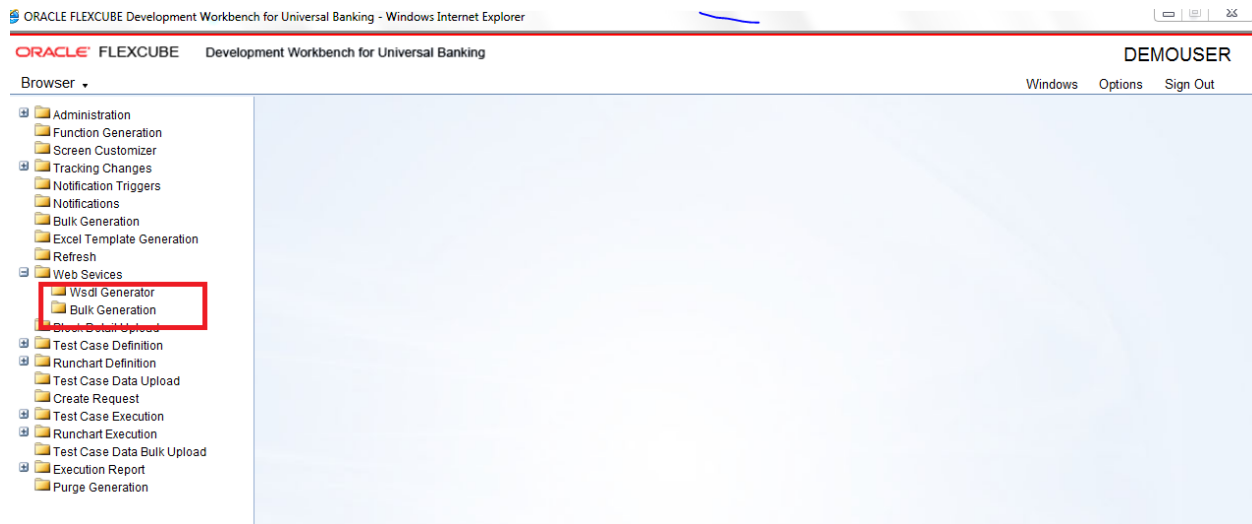 ORACLE FLEXCUBE Development Workbench for Universal Banking - Windows Internet Explorer
ORACLE FLEXCUBE Development Workbench for Universal Banking DEMOUSER
Browser Windows Options Sign Out
Administration
Function Generation
Screen Customizer
Tracking Changes
Notification Triggers
Notifications
Bulk Generation
Excel Template Generation
Refresh
Web Sevices
Wsdl Generator
Bulk Generation
Block Detail Upload
Test Case Definition
Runchart Definition
Test Case Data Upload
Create Request
Test Case Execution
Runchart Execution
Test Case Data Bulk Upload
Execution Report
Purge Generation